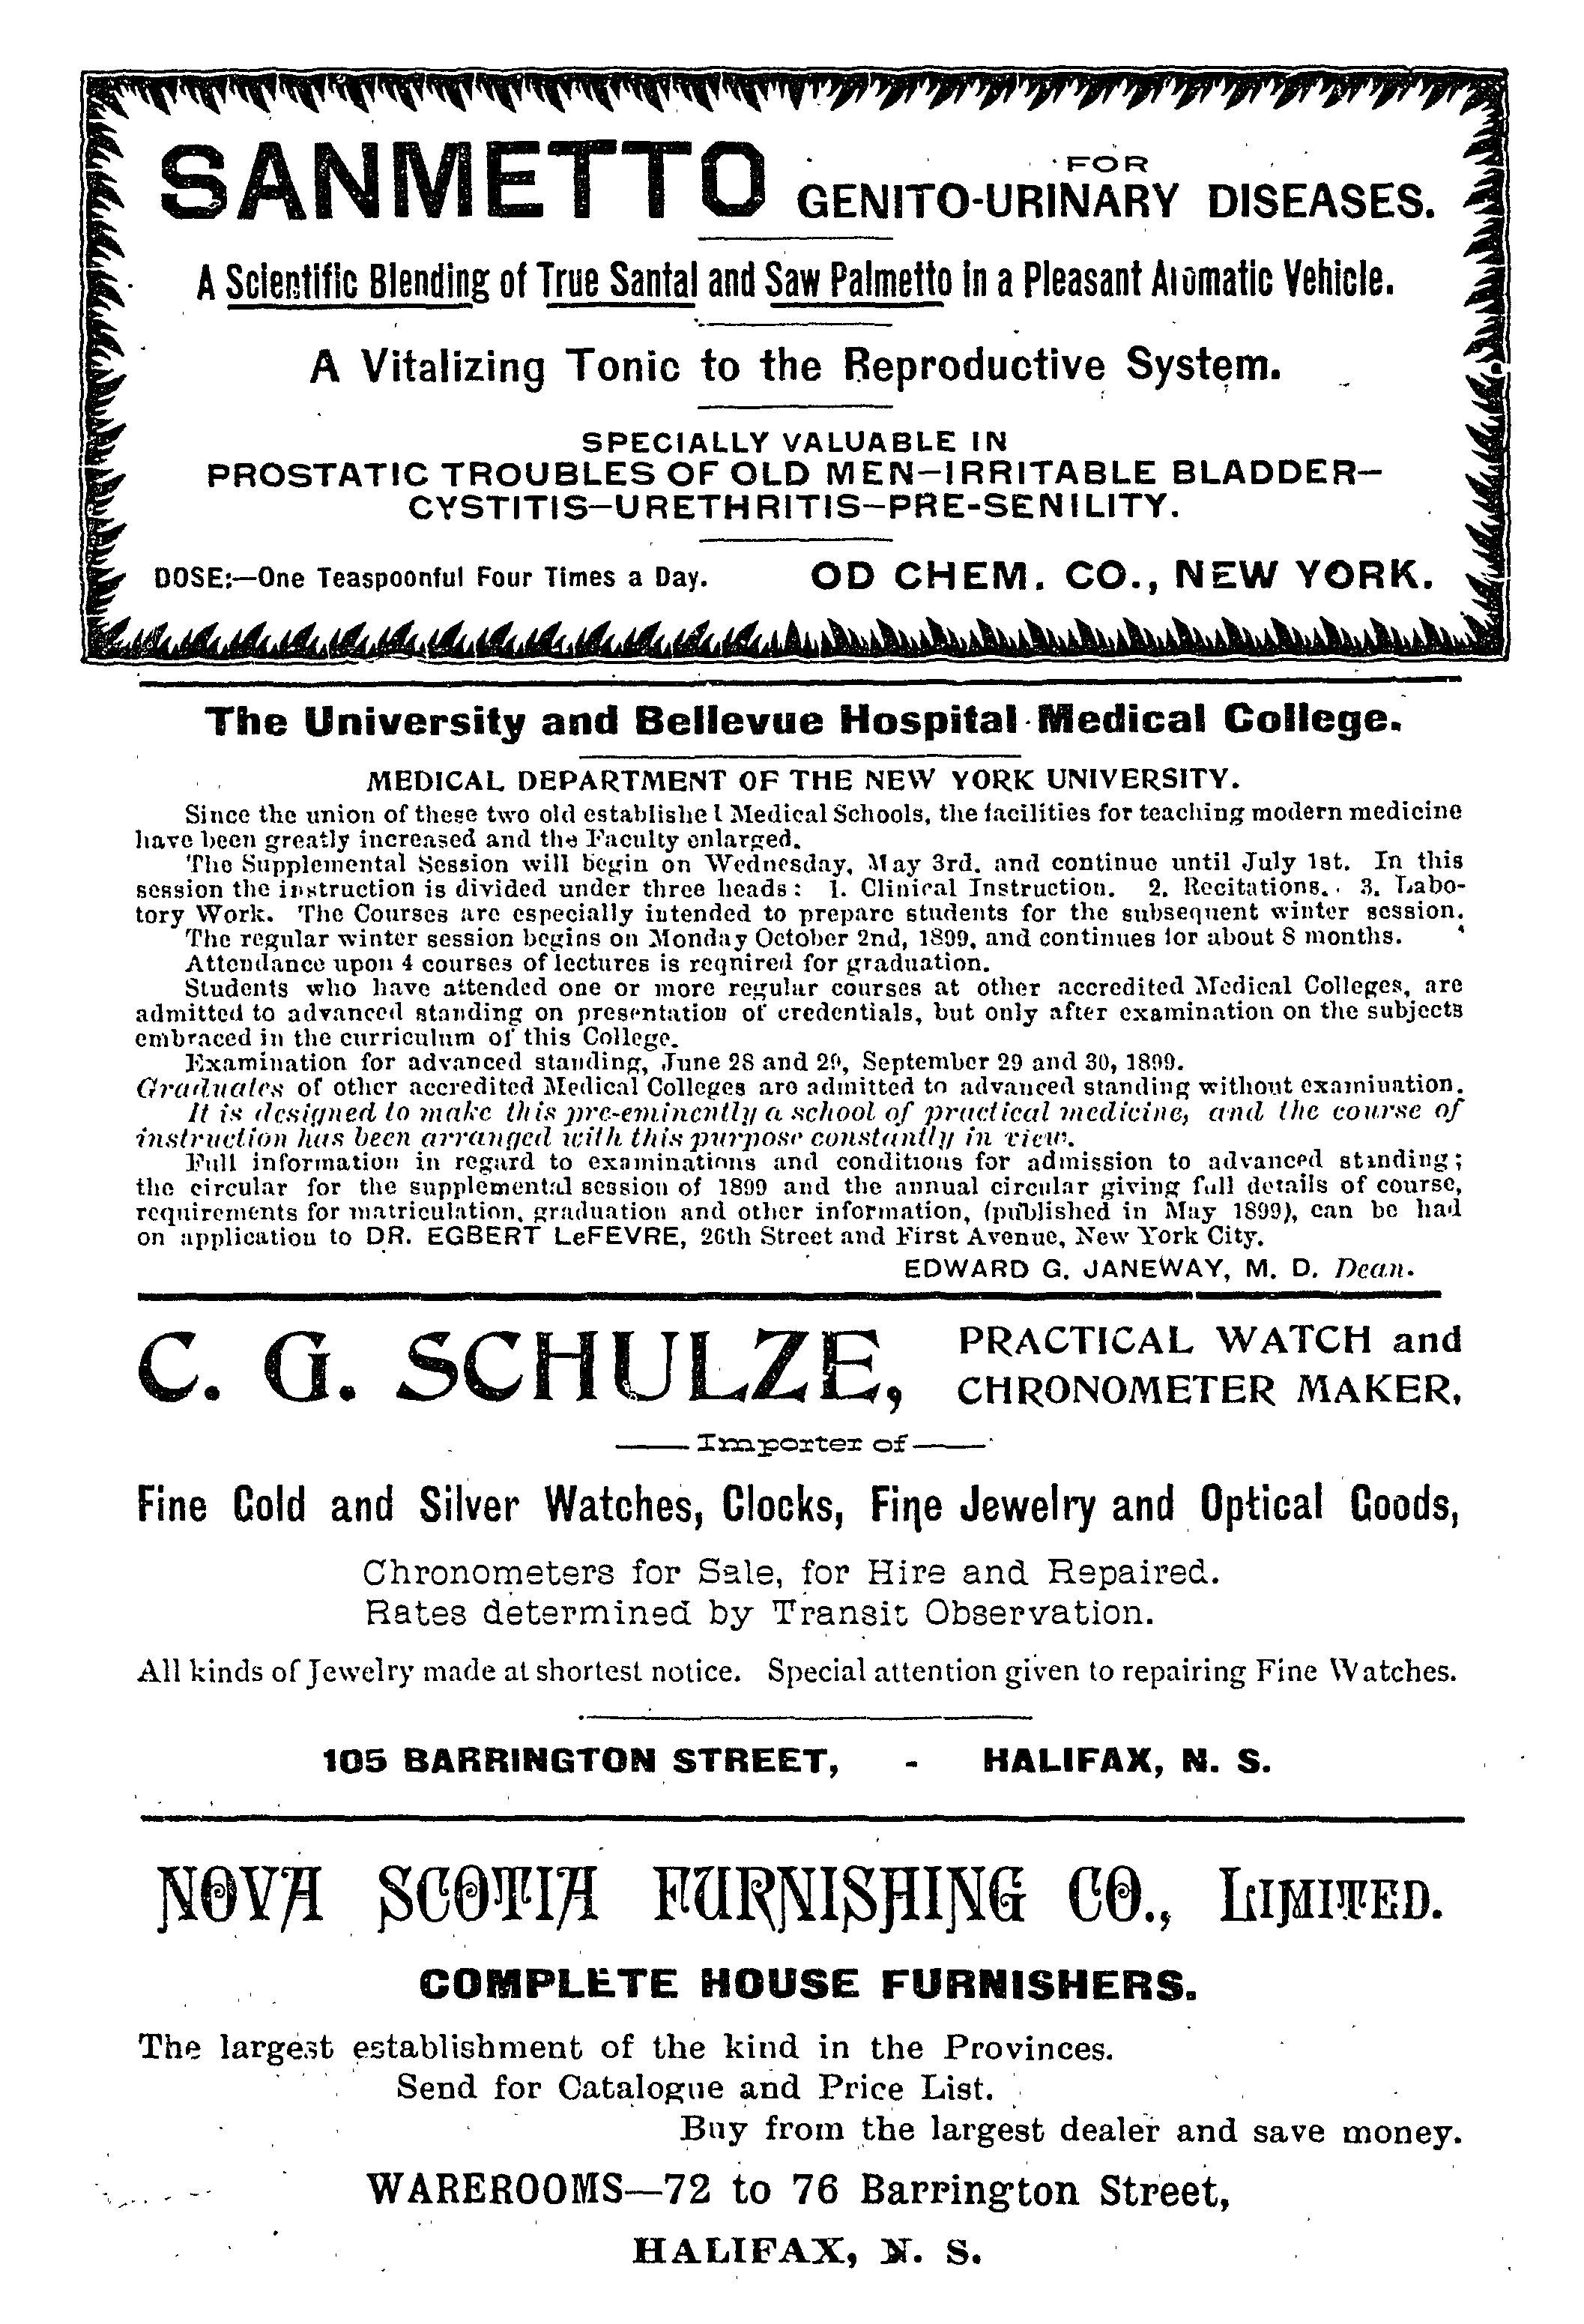 SANMETTO FOR GENITO-URINARY DISEASES.
A Scientific Blending of True Santal and Saw Palmetto in a Pleasant Aromatic Vehicle.
A Vitalizing Tonic to the Reproductive System.
SPECIALLY VALUABLE IN
PROSTATIC TROUBLES OF OLD MEN—IRRITABLE BLADDER—
CYSTITIS—URETHRITIS—PRE-SENILITY.
DOSE:—One Teaspoonful Four Times a Day. OD CHEM. CO., NEW YORK.
The University and Bellevue Hospital Medical College.
MEDICAL DEPARTMENT OF THE NEW YORK UNIVERSITY.
Since the union of these two old established Medical Schools, the facilities for teaching modern medicine
have been greatly increased and the Faculty enlarged.
The Supplemental Session will begin on Wednesday, May 3rd. and continue until July 1st. In this
session the instruction is divided under three heads: 1. Clinical Instruction. 2. Recitations. 3. Labo-
tory Work. The Courses are especially intended to prepare students for the subsequent winter session.
The regular winter session begins on Monday October 2nd, 1899, and continues for about 8 months.
Attendance upon 4 courses of lectures is required for graduation.
Students who have attended one or more regular courses at other accredited Medical Colleges, are
admitted to advanced standing on presentation of credentials, but only after examination on the subjects
embraced in the curriculum of this College.
Examination for advanced standing, June 28 and 29, September 29 and 30, 1899.
Graduates of other accredited Medical Colleges are admitted to advanced standing without examination.
It is designed to make this pre-eminently a school of practical medicine, and the course of
instruction has been arranged with this purpose constantly in view.
Full information in regard to examinations and conditions for admission to advanced standing;
the circular for the supplemental session of 1899 and the annual circular giving full details of course,
requirements for matriculation, graduation and other information, (published in May 1899), can be had
on application to DR. EGBERT LeFEVRE, 26th Street and First Avenue, New York City.
EDWARD G. JANEWAY, M. D. Dean.
C. G. SCHULZE, PRACTICAL WATCH and
CHRONOMETER MAKER,
Importer of
Fine Gold and Silver Watches, Clocks, Fine Jewelry and Optical Goods,
Chronometers for Sale, for Hire and Repaired.
Rates determined by Transit Observation.
All kinds of Jewelry made at shortest notice. Special attention given to repairing Fine Watches.
105 BARRINGTON STREET, - HALIFAX, N. S.
NOVA SCOTIA FURNISHING CO., LIMITED.
COMPLETE HOUSE FURNISHERS.
The largest establishment of the kind in the Provinces.
Send for Catalogue and Price List.
Buy from the largest dealer and save money.
WAREROOMS—72 to 76 Barrington Street,
HALIFAX, N. S.